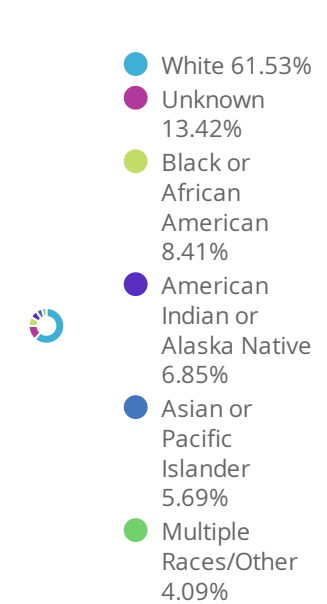 White 61.53%
Unknown
13.42%
Black or
African
American
8.41%
American
Indian or
Alaska Native
6.85%
Asian or
Pacific
Islander
5.69%
Multiple
Races/Other
4.09%